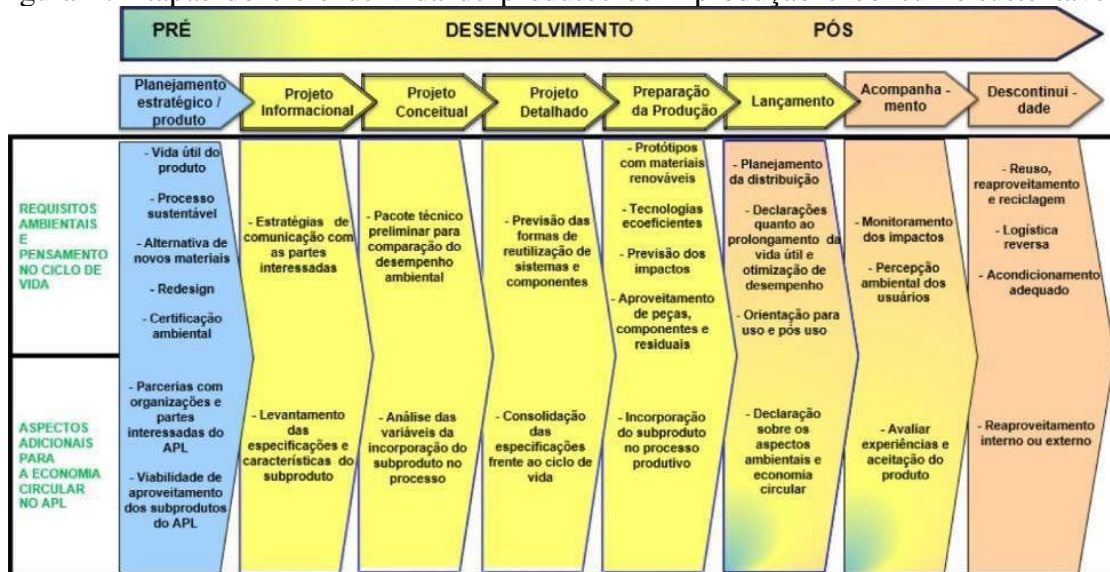 PRÉ DESENVOLVIMENTO PÓS
Planejamento
estratégico /
produto
Projeto
Informacional
Projeto
Conceitual
Projeto
Detalhado
Preparação
da Produção
Lançamento
Acompanha -
mento
Descontinui -
dade
REQUISITOS
AMBIENTAIS
E
PENSAMENTO
NO CICLO DE
VIDA
- Vida útil do
produto
- Processo
sustentável
- Alternativa de
novos materiais
- Redesign
- Certificação
ambiental
- Estratégias de
comunicação com
as partes
interessadas
- Pacote técnico
preliminar para
comparação do
desempenho
ambiental
- Previsão das
formas de
reutilização de
sistemas e
componentes
- Protótipos
com materiais
renováveis
- Tecnologias
ecoeficientes
- Previsão dos
impactos
- Aproveitamento
de peças,
componentes e
residuais
- Planejamento
da distribuição
- Declarações
quanto ao
prolongamento da
vida útil e
otimização de
desempenho
- Orientação para
uso e pós uso
- Monitoramento
dos impactos
- Percepção
ambiental dos
usuários
- Reuso,
reaproveitamento
e reciclagem
- Logística
reversa
- Acondicionamento
adequado
ASPECTOS
ADICIONAIS
PARA
A ECONOMIA
CIRCULAR
NO APL
- Parcerias com
organizações e
partes
interessadas do
APL
- Viabilidade de
aproveitamento
dos subprodutos
do APL
- Levantamento
das
especificações e
características do
subproduto
- Análise das
variáveis da
incorporação do
subproduto no
processo
- Consolidação
das
especificações
frente ao ciclo de
vida
- Incorporação
do subproduto
no processo
produtivo
- Declaração
sobre os
aspectos
ambientais e
economia
circular
- Avaliar
experiências e
aceitação do
produto
- Reaproveitamento
interno ou externo